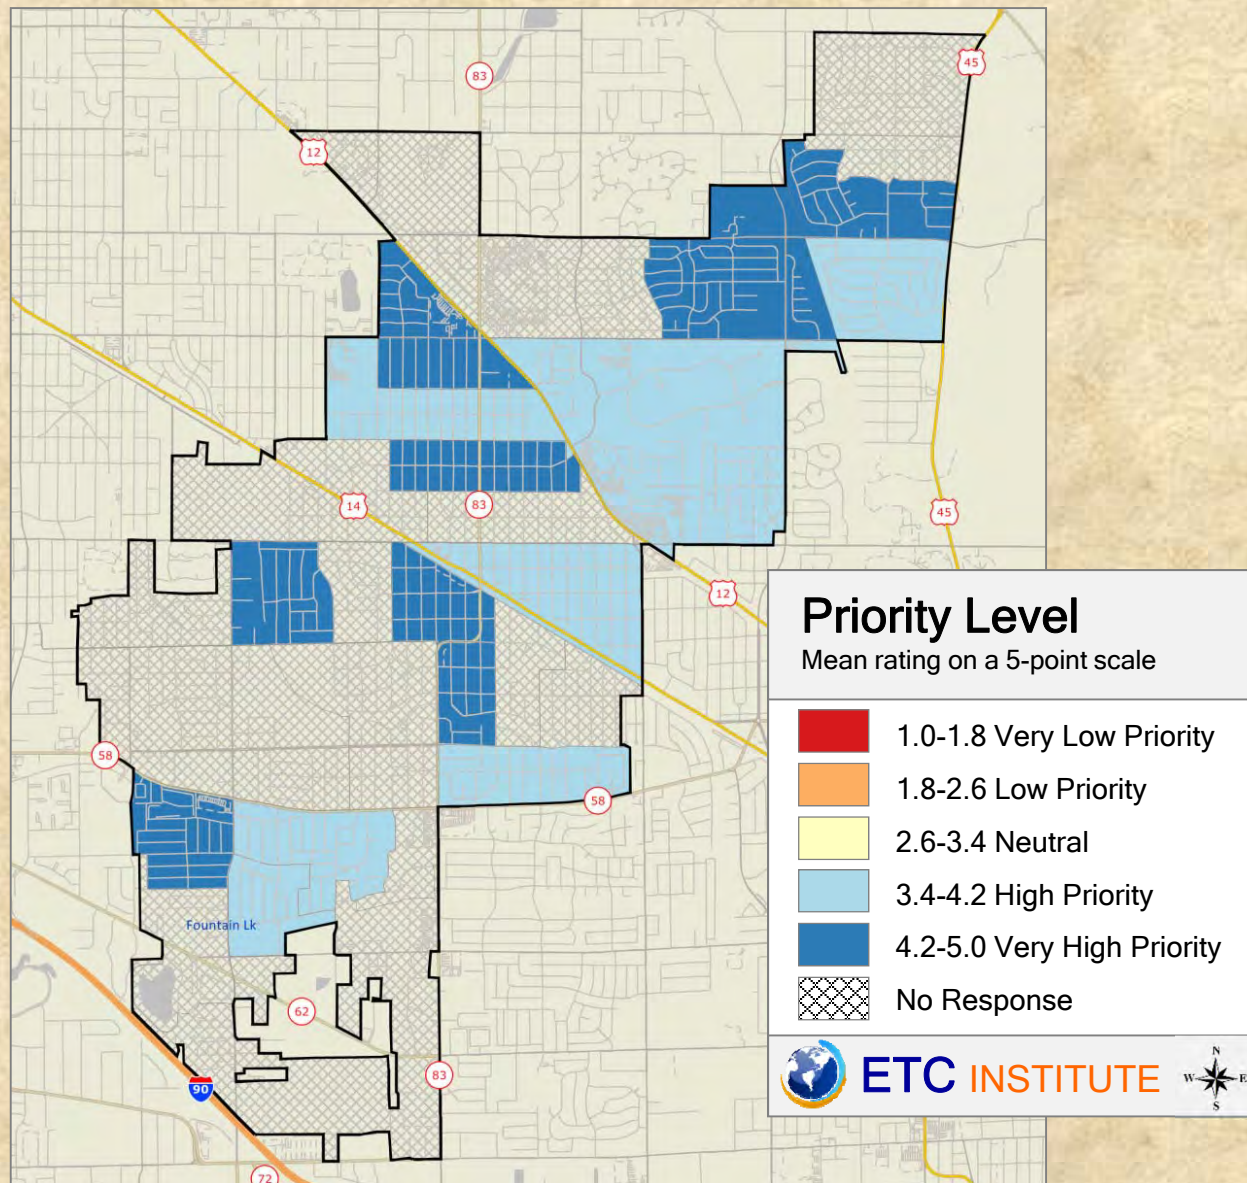 45
83
12
14
83
45
12
58
58
Fountain Lk
62
83
90
72
Priority Level
Mean rating on a 5-point scale
1.0-1.8 Very Low Priority
1.8-2.6 Low Priority
2.6-3.4 Neutral
3.4-4.2 High Priority
4.2-5.0 Very High Priority
No Response
ETC INSTITUTE
N
W E
S